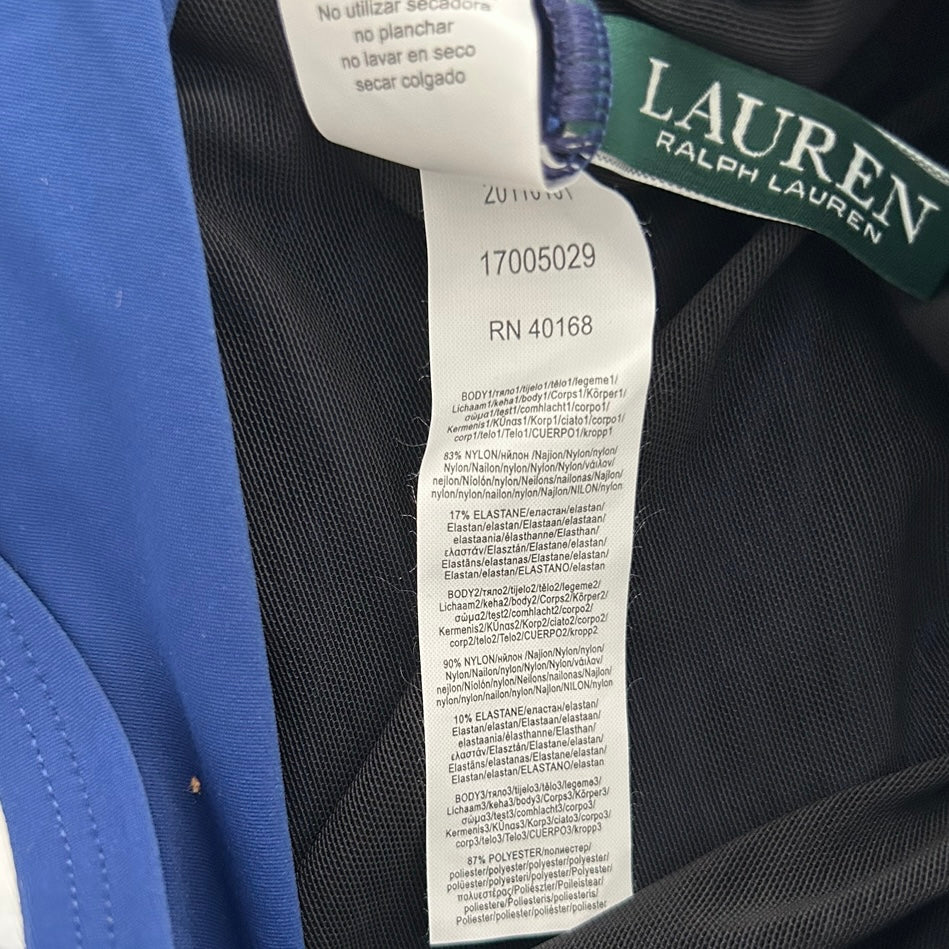 No utilizar secadora
no planchar
no lavar en seco
secar colgado
LAUREN
RALPH LAUREN
17005029
RN 40168
BODY1/тяло1/tijelo1/tělo1/legeme1/
Lichaam1/keha1/body1/Corps1/Körper1/
σώμα1/test1/comhlacht1/corpo1/
Kermenis1/KŪnas1/Korp1/ciato1/corpo1/
corp1/telo1/Telo1/CUERPO1/kropp1
83% NYLON/нйлон /Najlon/Nylon/nylon/
Nylon/Nailon/nylon/Nylon/Nylon/νάιλον/
nejlon/Níolón/nylon/Neilons/nailonas/Najlon/
nylon/nylon/nailon/nylon/Najlon/NILON/nylon
17% ELASTANE/еластан/elastan/
Elastan/elastan/Elastaan/elastaan/
elastaania/élasthanne/Elasthan/
ελαστάν/Elasztán/Elastane/elastan/
Elastāns/elastanas/Elastane/elastan/
Elastan/elastan/ELASTANO/elastan
BODY2/тяло2/tijelo2/tělo2/legeme2/
Lichaam2/keha2/body2/Corps2/Körper2/
σώμα2/test2/comhlacht2/corpo2/
Kermenis2/KŪnas2/Korp2/ciato2/corpo2/
corp2/telo2/Telo2/CUERPO2/kropp2
90% NYLON/нйлон /Najlon/Nylon/nylon/
Nylon/Nailon/nylon/Nylon/Nylon/νάιλον/
nejlon/Níolón/nylon/Neilons/nailonas/Najlon/
nylon/nylon/nailon/nylon/Najlon/NILON/nylon
10% ELASTANE/еластан/elastan/
Elastan/elastan/Elastaan/elastaan/
elastaania/élasthanne/Elasthan/
ελαστάν/Elasztán/Elastane/elastan/
Elastāns/elastanas/Elastane/elastan/
Elastan/elastan/ELASTANO/elastan
BODY3/тяло3/tijelo3/tělo3/legeme3/
Lichaam3/keha3/body3/Corps3/Körper3/
σώμα3/test3/comhlacht3/corpo3/
Kermenis3/KŪnas3/Korp3/ciato3/corpo3/
corp3/telo3/Telo3/CUERPO3/kropp3
87% POLYESTER/полиестер/
poliester/polyester/polyester/polyester/
polüester/polyesteri/polyester/Polyester/
πολυεστέρας/Poliészter/Poileistear/
poliestere/Poliesteris/poliesteris/
Poliester/poliester/poliéster/poliester